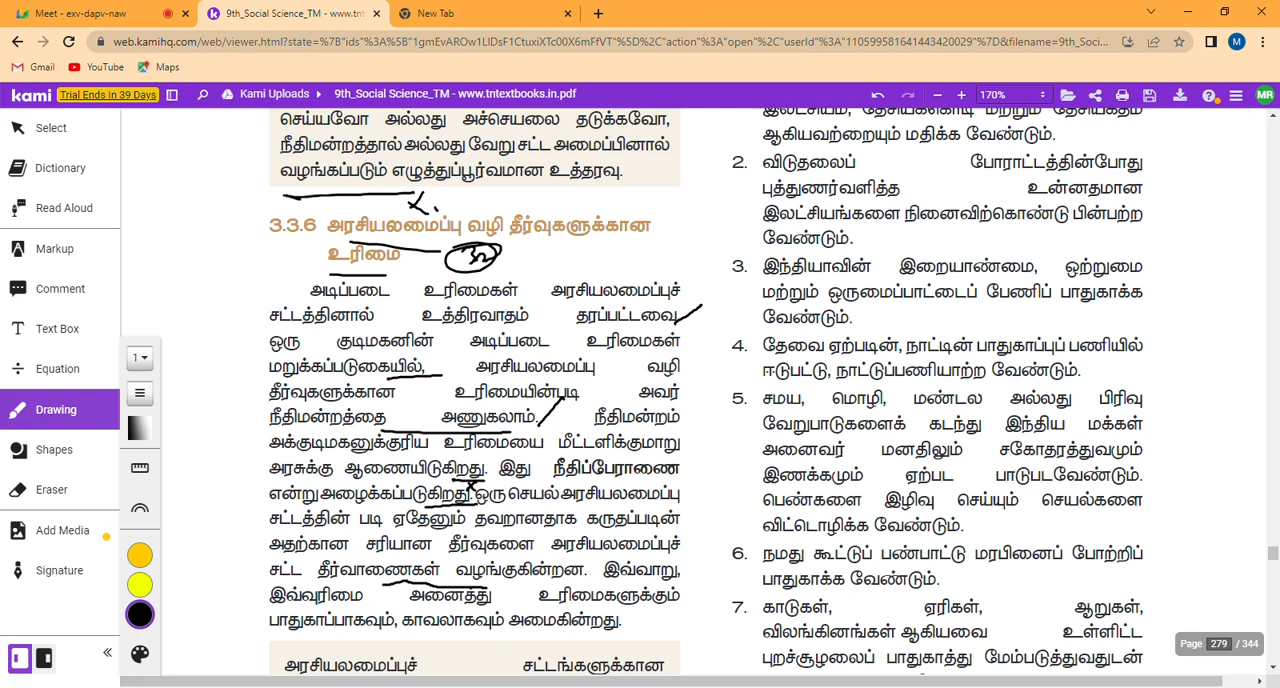 Meet - exv-dapv-naw
9th_Social Science_TM - www.tnt
New Tab
web.kamihq.com/web/viewer.html?state=%7B"ids"%3A%5B"1gmEvAROw1LIDsF1CtuxiXTc00X6mFfVT"%5D%2C"action"%3A"open"%2C"userId"%3A"110599581641443420029"%7D&filename=9th_Soci...
M
Gmail
YouTube
Maps
kami
Trial Ends In 39 Days
Kami Uploads
9th_Social Science_TM - www.tntextbooks.in.pdf
170%
MR
Select
Dictionary
Read Aloud
Markup
Comment
Text Box
Equation
Drawing
Shapes
Eraser
Add Media
Signature
1
செய்யவோ அல்லது அச்செயலை தடுக்கவோ,
நீதிமன்றத்தால் அல்லது வேறு சட்ட அமைப்பினால்
வழங்கப்படும் எழுத்துப்பூர்வமான உத்தரவு.
3.3.6 அரசியலமைப்பு வழி தீர்வுகளுக்கான
உரிமை
32
அடிப்படை உரிமைகள் அரசியலமைப்புச்
சட்டத்தினால் உத்திரவாதம் தரப்பட்டவை.
ஒரு குடிமகனின் அடிப்படை உரிமைகள்
மறுக்கப்படுகையில், அரசியலமைப்பு வழி
தீர்வுகளுக்கான உரிமையின்படி அவர்
நீதிமன்றத்தை அணுகலாம். நீதிமன்றம்
அக்குடிமகனுக்குரிய உரிமையை மீட்டளிக்குமாறு
அரசுக்கு ஆணையிடுகிறது. இது நீதிப்பேராணை
என்று அழைக்கப்படுகிறது. ஒரு செயல் அரசியலமைப்பு
சட்டத்தின் படி ஏதேனும் தவறானதாக கருதப்படின்
அதற்கான சரியான தீர்வுகளை அரசியலமைப்புச்
சட்ட தீர்வாணைகள் வழங்குகின்றன. இவ்வாறு,
இவ்வுரிமை அனைத்து உரிமைகளுக்கும்
பாதுகாப்பாகவும், காவலாகவும் அமைகின்றது.
அரசியலமைப்புச் சட்டங்களுக்கான
இலட்சியம், தேசியக்கொடி மற்றும் தேசியகீதம்
ஆகியவற்றையும் மதிக்க வேண்டும்.
2. விடுதலைப் போராட்டத்தின்போது
புத்துணர்வளித்த உன்னதமான
இலட்சியங்களை நினைவிற்கொண்டு பின்பற்ற
வேண்டும்.
3. இந்தியாவின் இறையாண்மை, ஒற்றுமை
மற்றும் ஒருமைப்பாட்டைப் பேணிப் பாதுகாக்க
வேண்டும்.
4. தேவை ஏற்படின், நாட்டின் பாதுகாப்புப் பணியில்
ஈடுபட்டு, நாட்டுப்பணியாற்ற வேண்டும்.
5. சமய, மொழி, மண்டல அல்லது பிரிவு
வேறுபாடுகளைக் கடந்து இந்திய மக்கள்
அனைவர் மனதிலும் சகோதரத்துவமும்
இணக்கமும் ஏற்பட பாடுபடவேண்டும்.
பெண்களை இழிவு செய்யும் செயல்களை
விட்டொழிக்க வேண்டும்.
6. நமது கூட்டுப் பண்பாட்டு மரபினைப் போற்றிப்
பாதுகாக்க வேண்டும்.
7. காடுகள், ஏரிகள், ஆறுகள்,
விலங்கினங்கள் ஆகியவை உள்ளிட்ட
புறச்சூழலைப் பாதுகாத்து மேம்படுத்துவதுடன்
Page 279 / 344